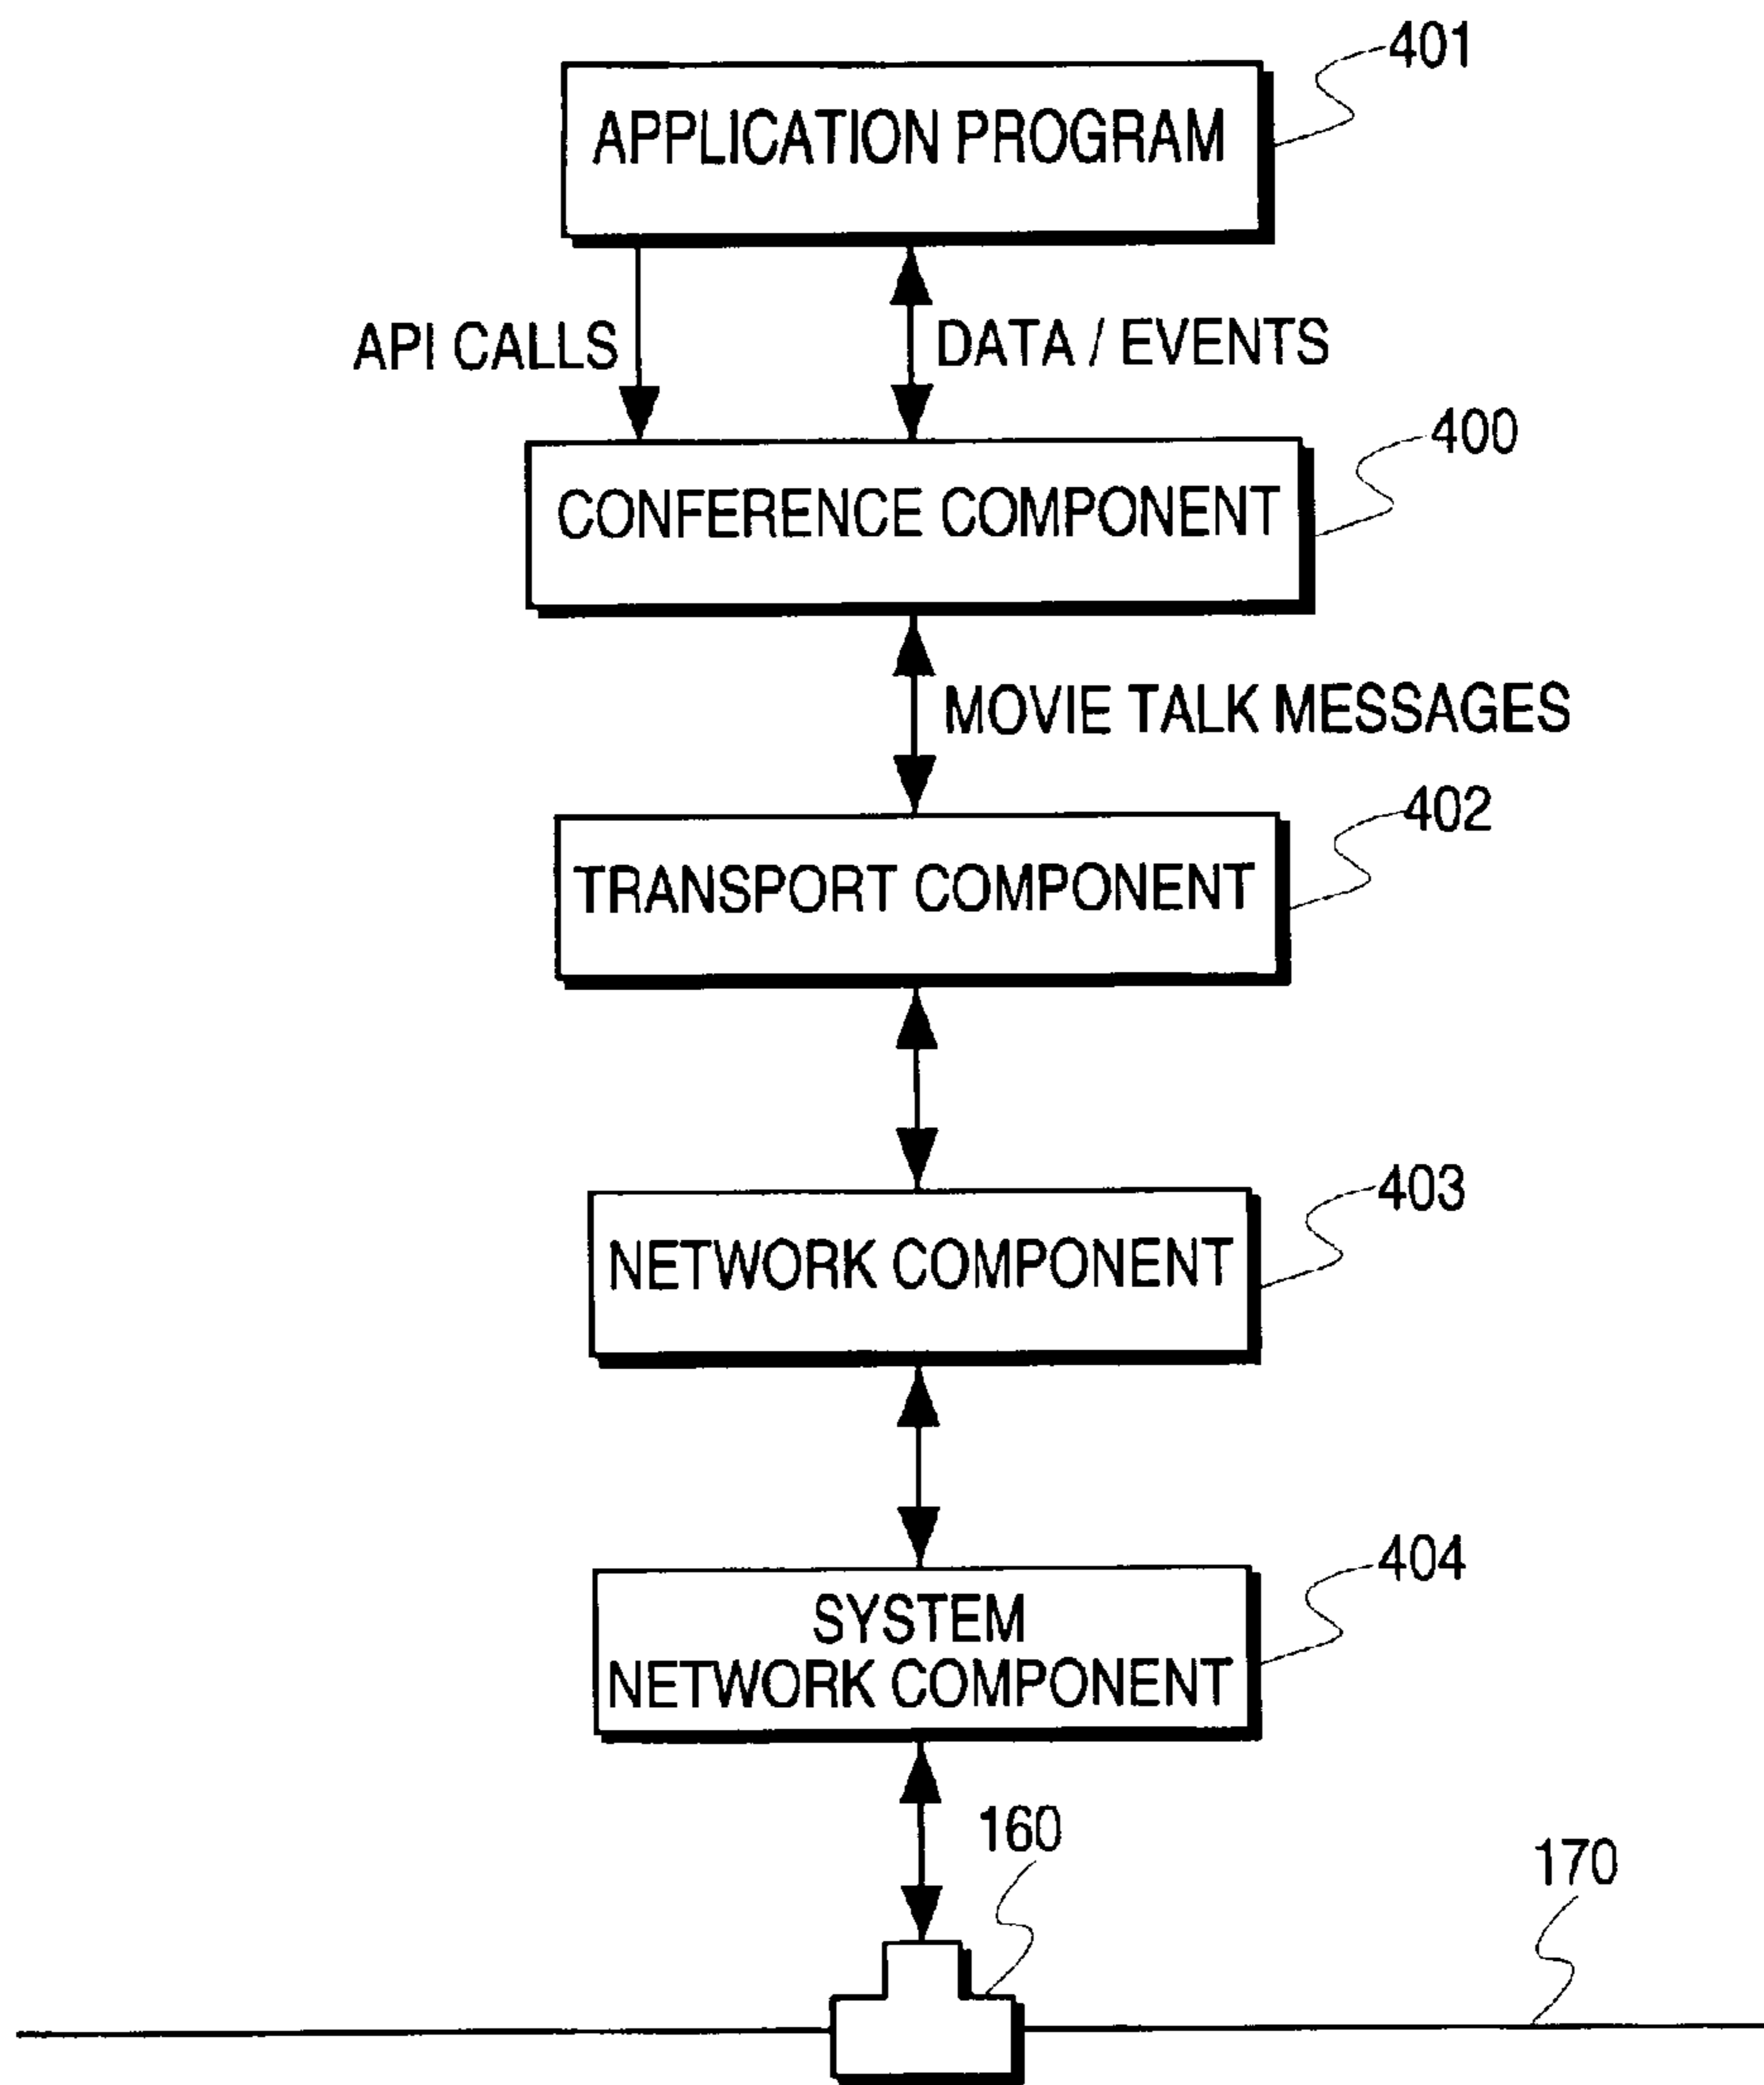 401
APPLICATION PROGRAM
API CALLS
DATA / EVENTS
400
CONFERENCE COMPONENT
MOVIE TALK MESSAGES
402
TRANSPORT COMPONENT
403
NETWORK COMPONENT
404
SYSTEM
NETWORK COMPONENT
160
170